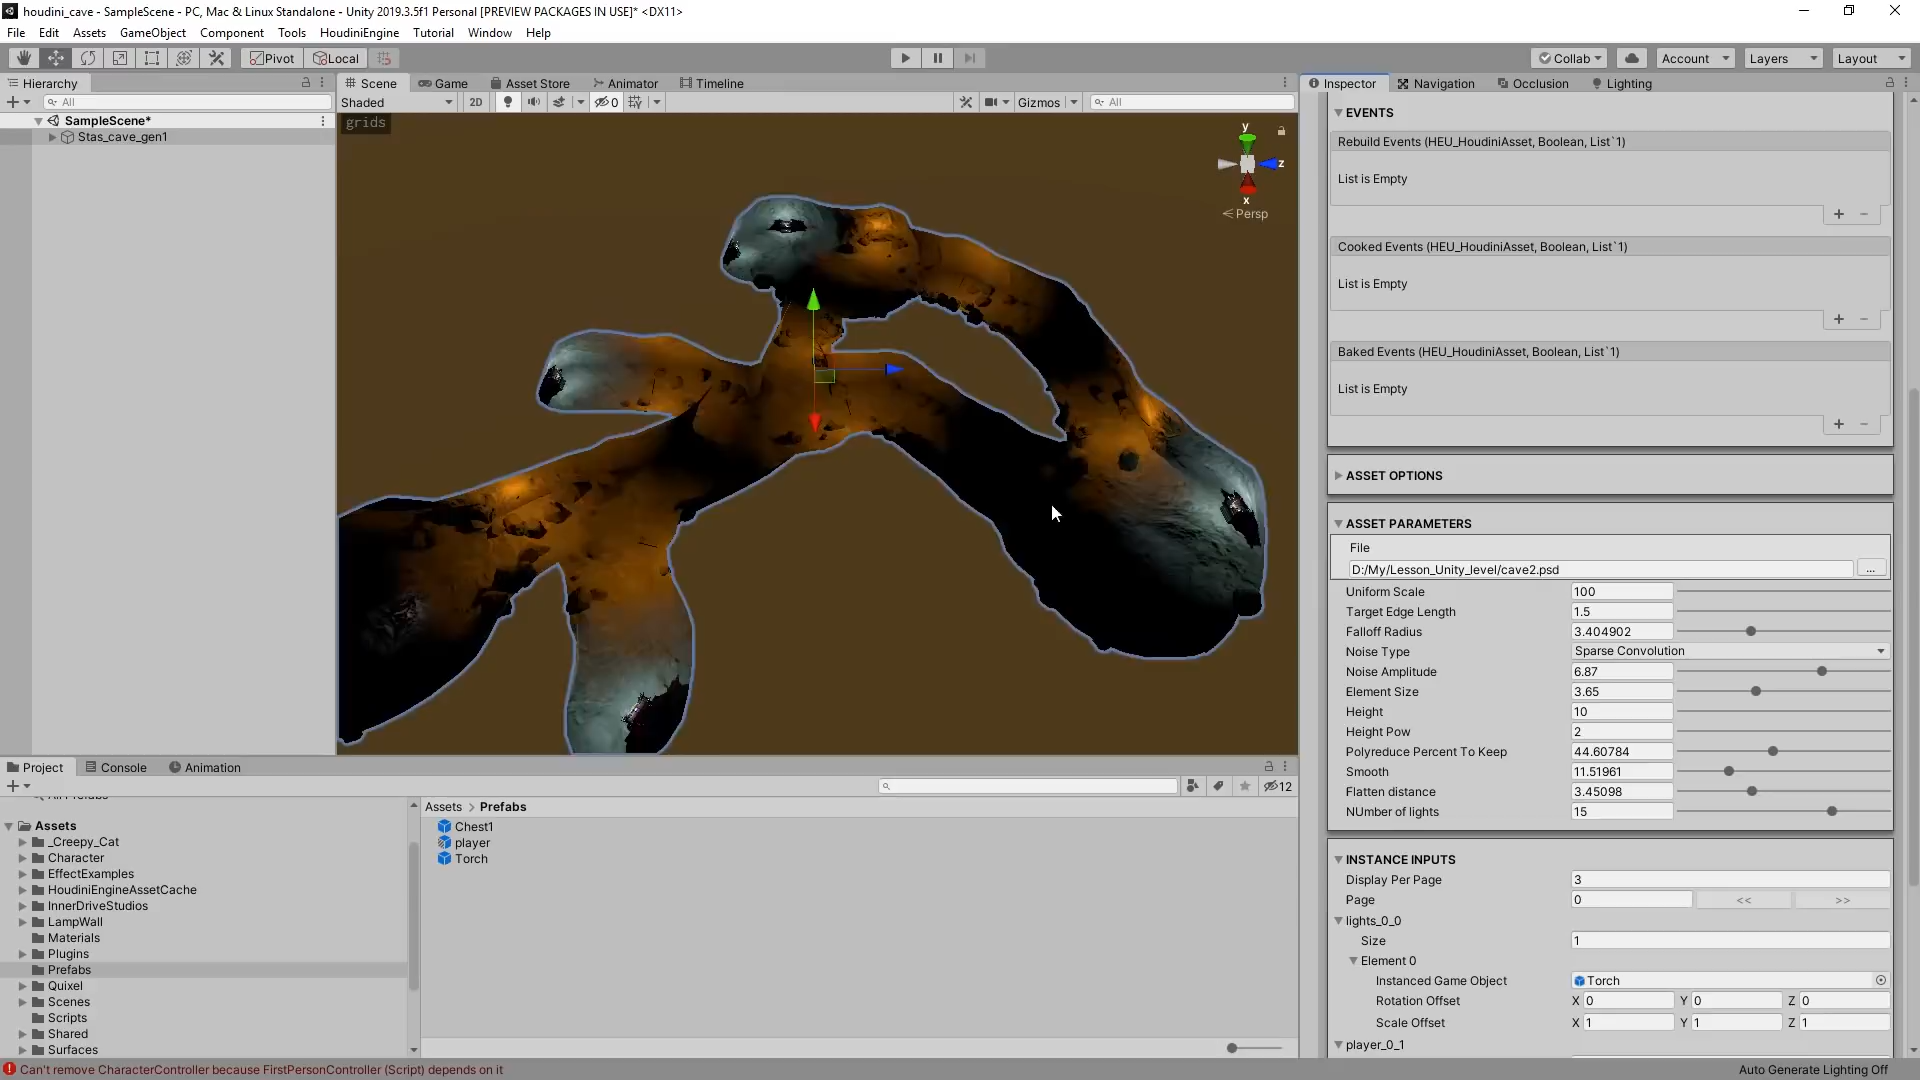 houdini_cave - SampleScene - PC, Mac & Linux Standalone - Unity 2019.3.5f1 Personal [PREVIEW PACKAGES IN USE]* <DX11>
File Edit Assets GameObject Component Tools HoudiniEngine Tutorial Window Help
Pivot Local Collab Account Layers Layout
Hierarchy
All
SampleScene*
Stas_cave_gen1
Scene Game Asset Store Animator Timeline
Shaded 2D 0 Gizmos All
grids
y
z
x
Persp
Inspector Navigation Occlusion Lighting
EVENTS
Rebuild Events (HEU_HoudiniAsset, Boolean, List`1)
List is Empty
Cooked Events (HEU_HoudiniAsset, Boolean, List`1)
List is Empty
Baked Events (HEU_HoudiniAsset, Boolean, List`1)
List is Empty
ASSET OPTIONS
ASSET PARAMETERS
File
D:/My/Lesson_Unity_level/cave2.psd ...
Uniform Scale 100
Target Edge Length 1.5
Falloff Radius 3.404902
Noise Type Sparse Convolution
Noise Amplitude 6.87
Element Size 3.65
Height 10
Height Pow 2
Polyreduce Percent To Keep 44.60784
Smooth 11.51961
Flatten distance 3.45098
NUmber of lights 15
INSTANCE INPUTS
Display Per Page 3
Page 0 << >>
lights_0_0
Size 1
Element 0
Instanced Game Object Torch
Rotation Offset X 0 Y 0 Z 0
Scale Offset X 1 Y 1 Z 1
player_0_1
Project Console Animation
12
All Prefabs
Assets
_Creepy_Cat
Character
EffectExamples
HoudiniEngineAssetCache
InnerDriveStudios
LampWall
Materials
Plugins
Prefabs
Quixel
Scenes
Scripts
Shared
Surfaces
Assets > Prefabs
Chest1
player
Torch
Can't remove CharacterController because FirstPersonController (Script) depends on it
Auto Generate Lighting Off